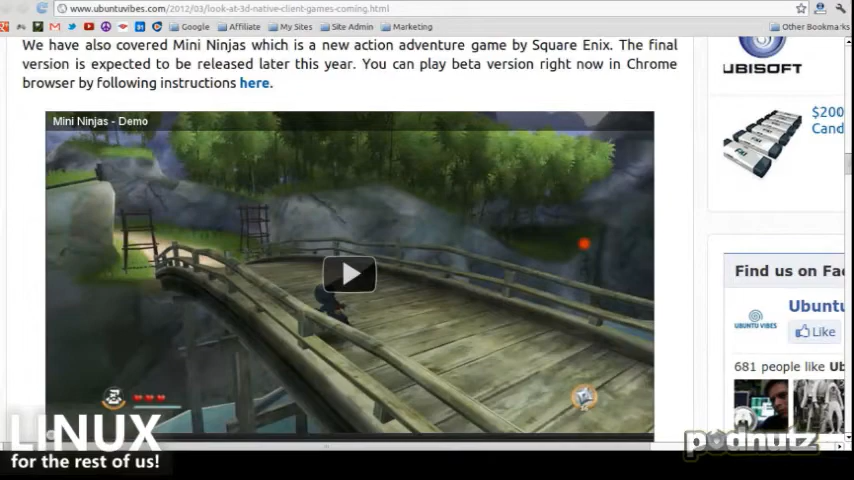 www.ubuntuvibes.com/2012/03/look-at-3d-native-client-games-coming.html
Google Affiliate My Sites Site Admin Marketing Other Bookmarks
We have also covered Mini Ninjas which is a new action adventure game by Square Enix. The final
version is expected to be released later this year. You can play beta version right now in Chrome
browser by following instructions here.
Mini Ninjas - Demo
UBISOFT
$200
Cand
Find us on Fac
Ubuntu
UBUNTU VIBES
Like
681 people like Ub
LINUX
for the rest of us!
podnutz